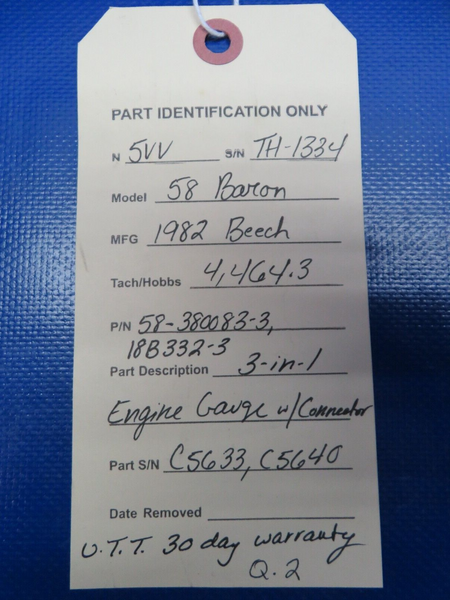 PART IDENTIFICATION ONLY
N 5VV S/N TH-1334
Model 58 Baron
MFG 1982 Beech
Tach/Hobbs 4,464.3
P/N 58-380083-3,
18B332-3
Part Description 3-in-1
Engine Gauge w/Connector
Part S/N C5633, C5640
Date Removed
U.T.T. 30 day warranty
Q.2